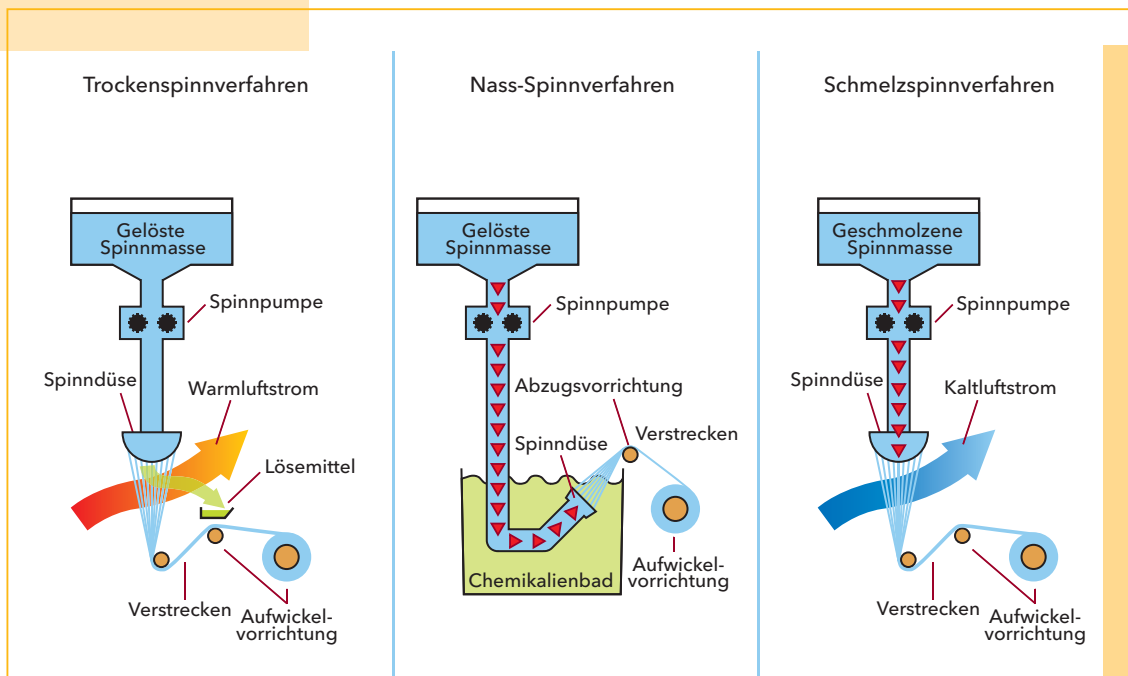 Trockenspinnverfahren
Gelöste
Spinnmasse
Spinnpumpe
Spinndüse
Warmluftstrom
Lösemittel
Verstrecken
Aufwickel-
vorrichtung
Nass-Spinnverfahren
Gelöste
Spinnmasse
Spinnpumpe
Abzugsvorrichtung
Spinndüse
Verstrecken
Aufwickel-
vorrichtung
Chemikalienbad
Schmelzspinnverfahren
Geschmolzene
Spinnmasse
Spinnpumpe
Spinndüse
Kaltluftstrom
Verstrecken
Aufwickel-
vorrichtung